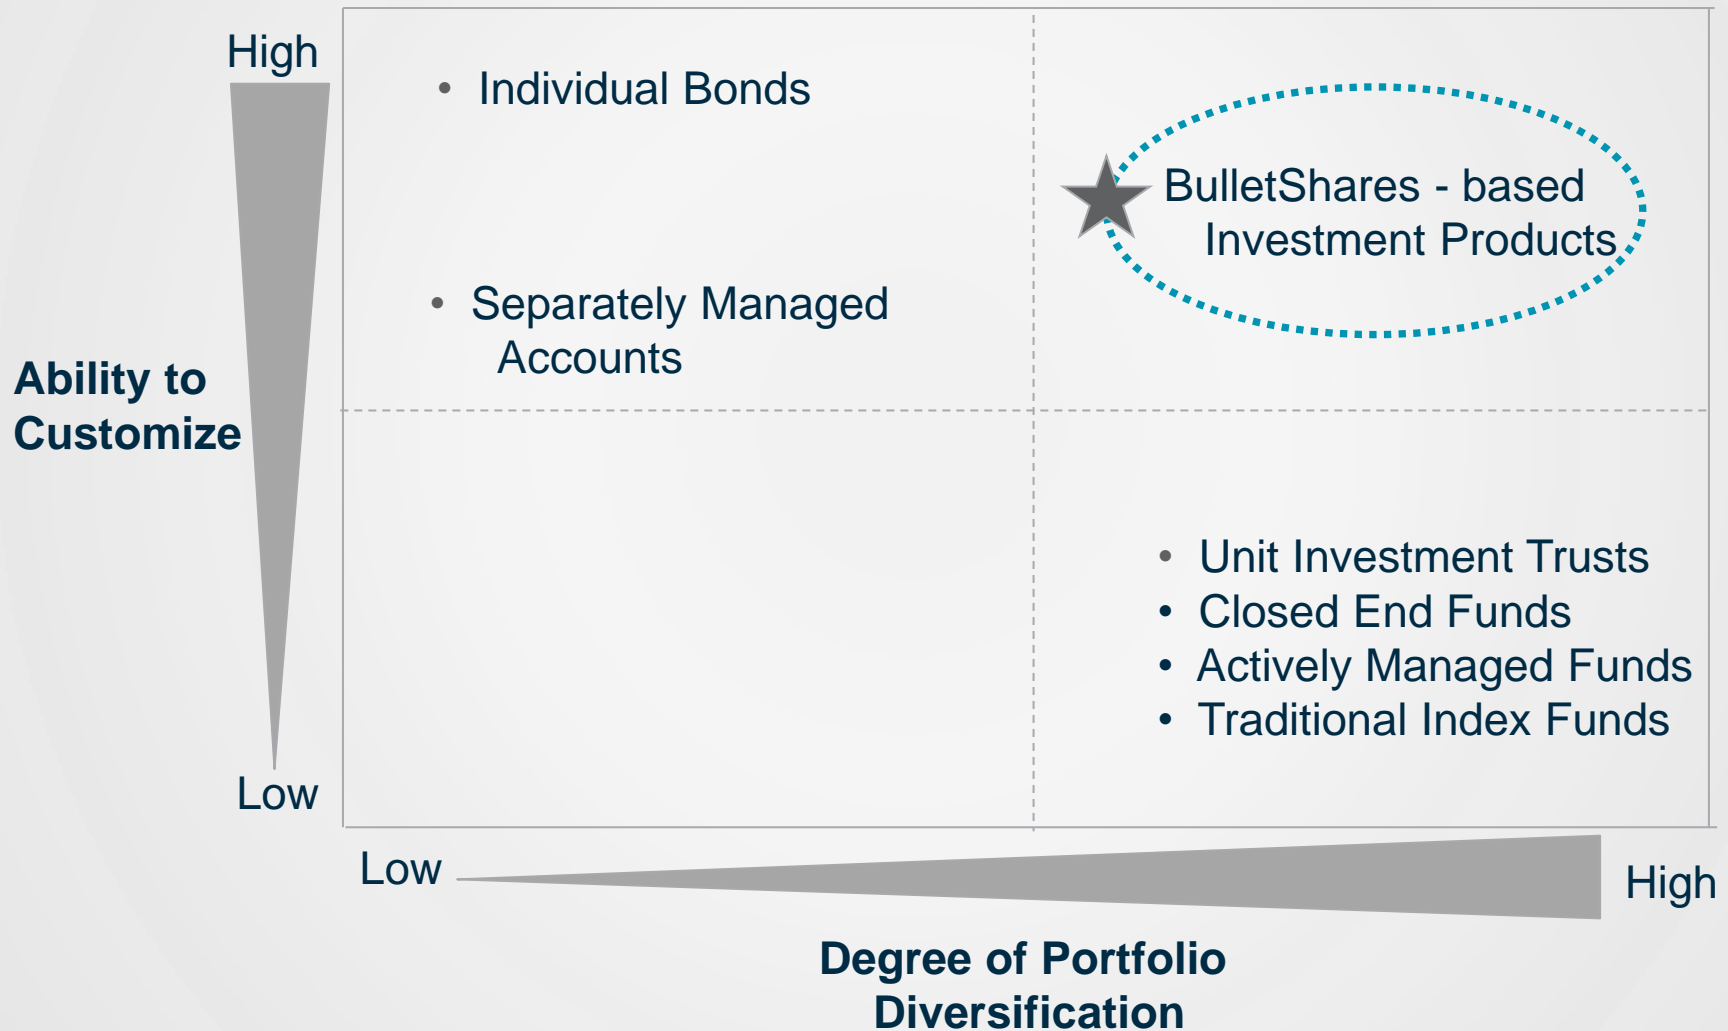 High
• Individual Bonds
BulletShares - based
Investment Products
• Separately Managed
Accounts
Ability to
Customize
• Unit Investment Trusts
• Closed End Funds
• Actively Managed Funds
• Traditional Index Funds
Low
Low
High
Degree of Portfolio
Diversification